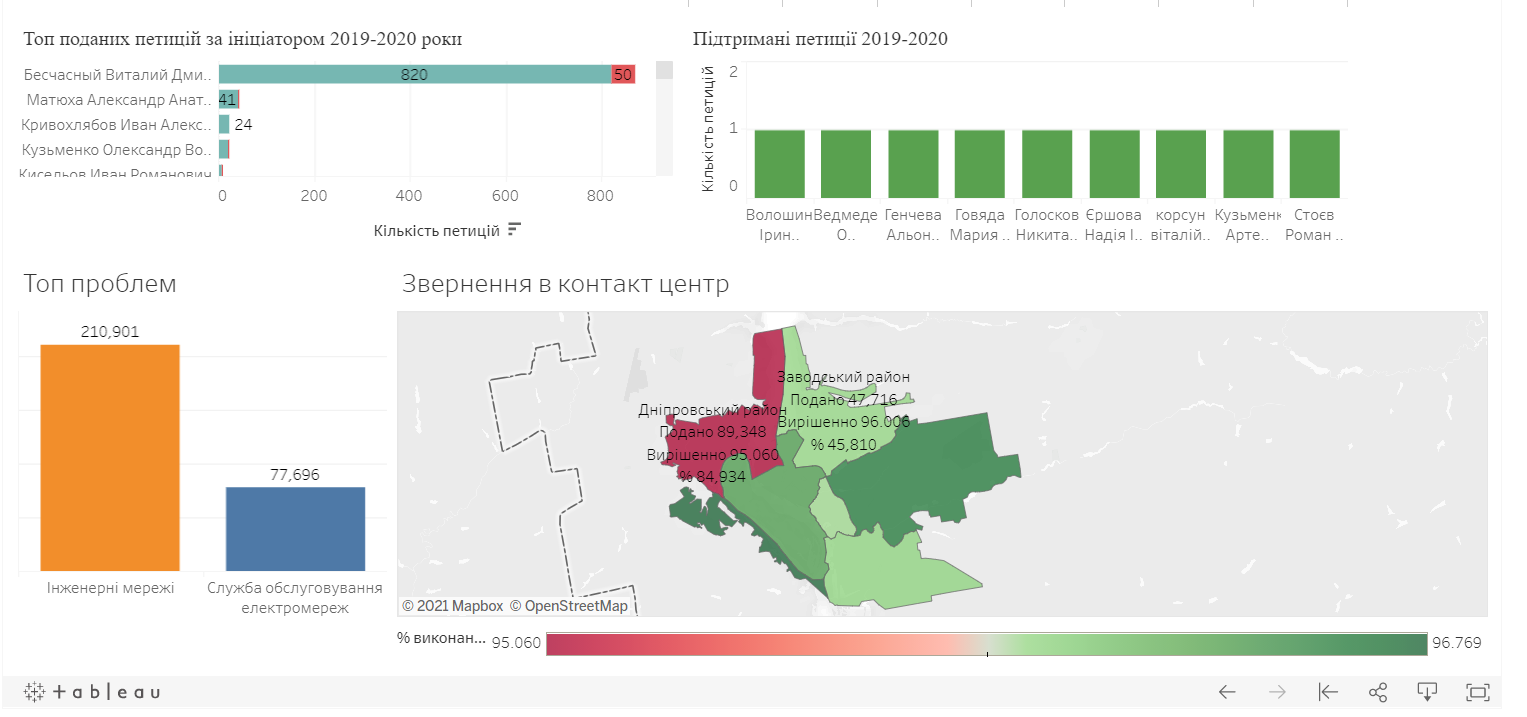 Топ поданих петицій за ініціатором 2019-2020 роки
Бесчасный Виталий Дми..
820
50
Матюха Александр Анат..
41
Кривохлябов Иван Алекс..
24
Кузьменко Олександр Во..
Кисельов Иван Романович
0 200 400 600 800
Кількість петицій
Підтримані петиції 2019-2020
Кількість петицій
2
1
0
Волошин Ірин..
Ведмеде О..
Генчева Альон..
Говяда Мария ..
Голосков Никита..
Єршова Надія І..
корсун віталій..
Кузьменк Арте..
Стоєв Роман ..
Топ проблем
210,901
77,696
Інженерні мережі
Служба обслуговування
електромереж
Звернення в контакт центр
Заводський район
Подано 47,716
Вирішенно 96.006
% 45,810
Дніпровський район
Подано 89,348
Вирішенно 95.060
% 84,934
© 2021 Mapbox © OpenStreetMap
% виконан... 95.060 96.769
+ a b l e a u